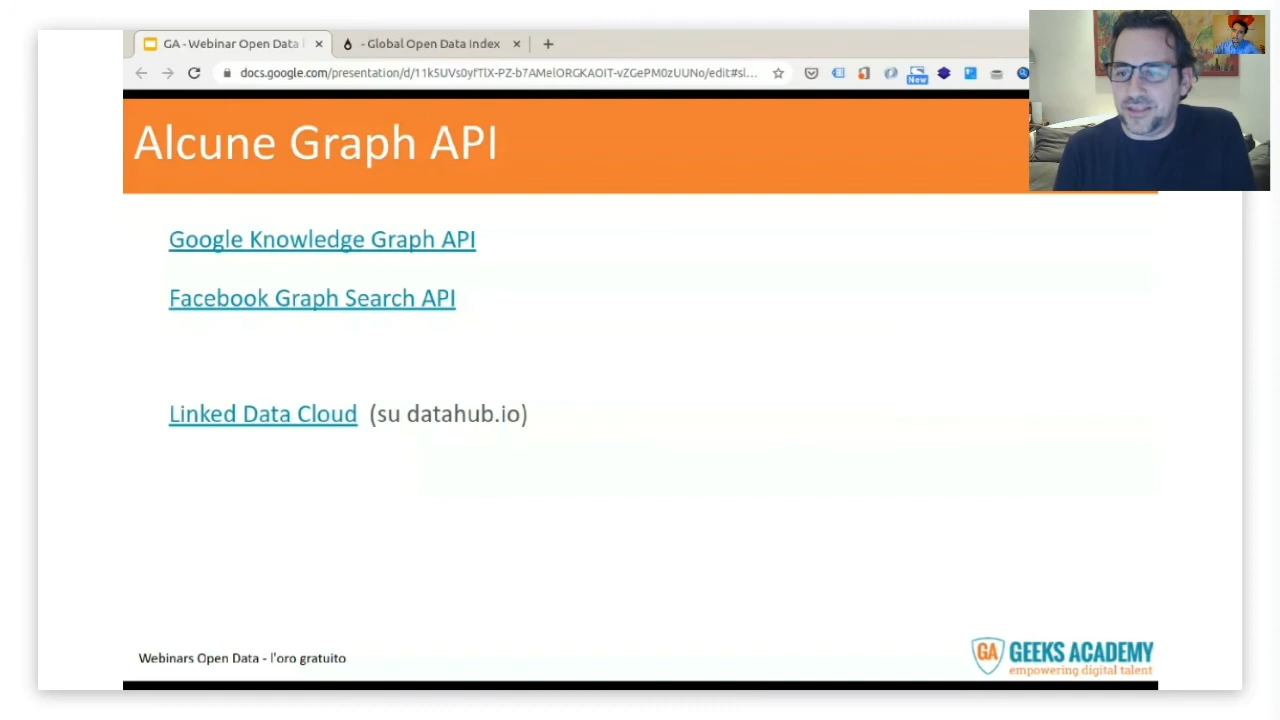 GA - Webinar Open Data
- Global Open Data Index
docs.google.com/presentation/d/11k5UVs0yfTlX-PZ-b7AMelORGKAOIT-vZGePM0zUUNo/edit#sl...
New
Alcune Graph API
Google Knowledge Graph API
Facebook Graph Search API
Linked Data Cloud (su datahub.io)
Webinars Open Data - l'oro gratuito
GA GEEKS ACADEMY
empowering digital talent